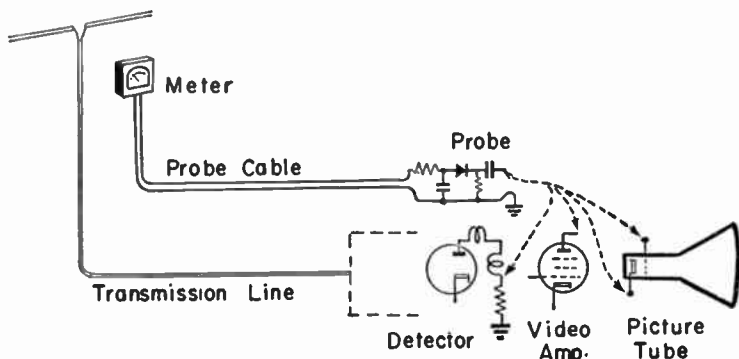 Meter
Probe
Probe Cable
Transmission Line
Detector
Video
Amp.
Picture
Tube